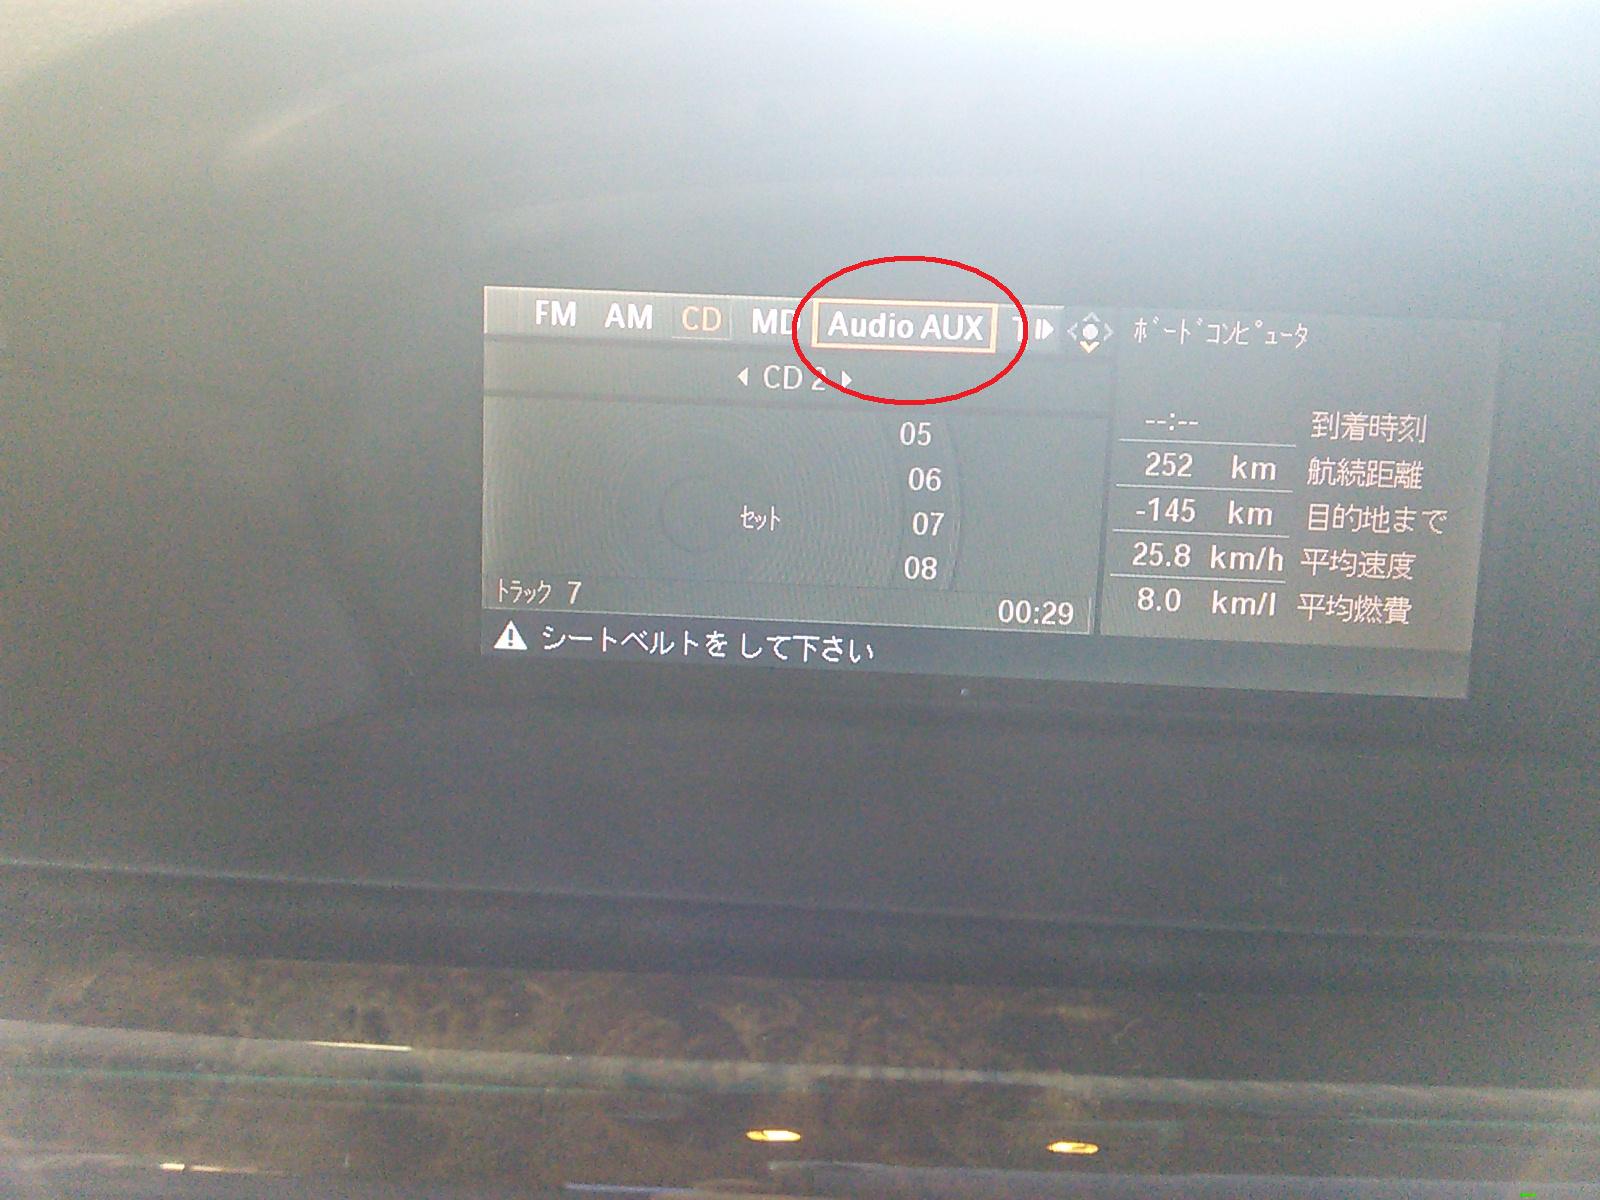 FM AM CD MD Audio AUX T
ボードコンピュータ
CD 2
05
06
07
08
セット
トラック 7
00:29
--:-- 到着時刻
252 km 航続距離
-145 km 目的地まで
25.8 km/h 平均速度
8.0 km/l 平均燃費
シートベルトを して下さい